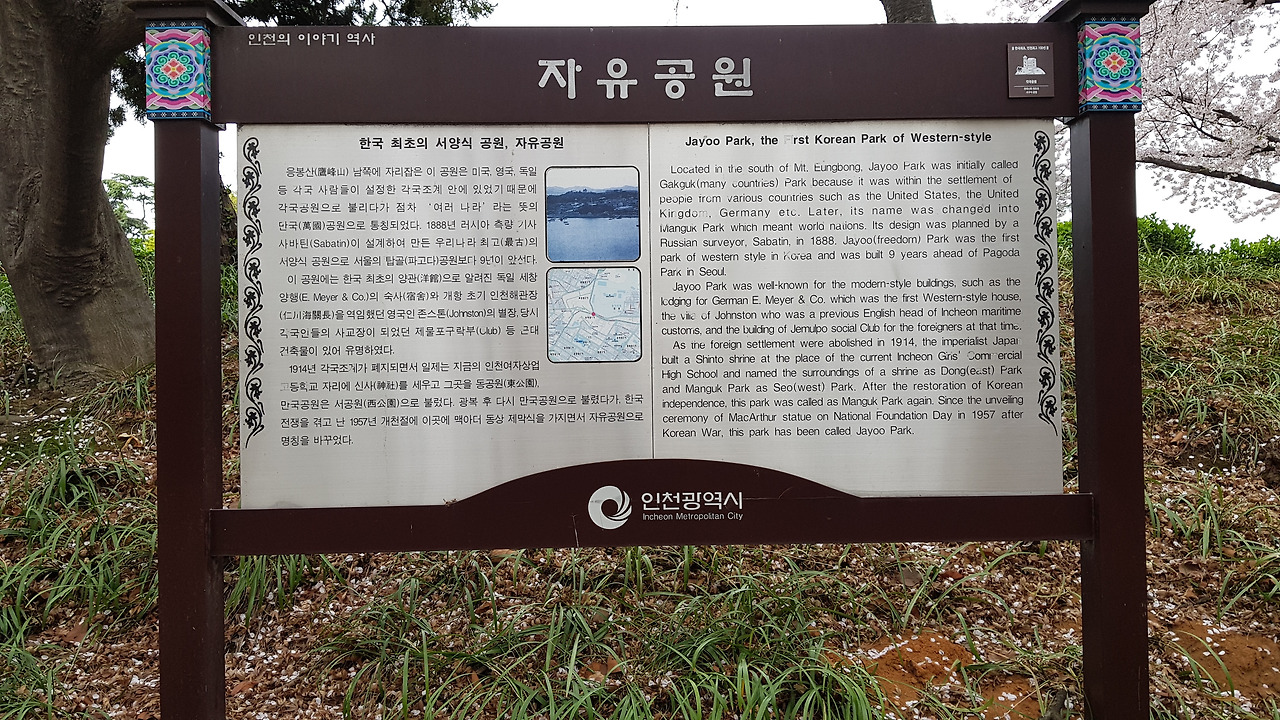 인천의 이야기 역사
자유공원
한국 최초의 서양식 공원, 자유공원
응봉산(鷹峰山) 남쪽에 자리잡은 이 공원은 미국, 영국, 독일
등 각국 사람들이 설정한 각국조계 안에 있었기 때문에
각국공원으로 불리다가 점차 '여러 나라' 라는 뜻의
만국(萬國)공원으로 통칭되었다. 1888년 러시아 측량 기사
사바틴(Sabatin)이 설계하여 만든 우리나라 최고(最古)의
서양식 공원으로 서울의 탑골(파고다)공원보다 9년이 앞선다.
이 공원에는 한국 최초의 양관(洋館)으로 알려진 독일 세창
양행(E. Meyer & Co.)의 숙사(宿舍)와 개항 초기 인천해관장
(仁川海關長)을 역임했던 영국인 존스톤(Johnston)의 별장, 당시
각국인들의 사교장이 되었던 제물포구락부(Club) 등 근대
건축물이 있어 유명하였다.
1914년 각국조계가 폐지되면서 일제는 지금의 인천여자상업
고등학교 자리에 신사(神社)를 세우고 그곳을 동공원(東公園),
만국공원은 서공원(西公園)으로 불렀다. 광복 후 다시 만국공원으로 불렸다가, 한국
전쟁을 겪고 난 1957년 개천절에 이곳에 맥아더 동상 제막식을 가지면서 자유공원으로
명칭을 바꾸었다.
Jayoo Park, the First Korean Park of Western-style
Located in the south of Mt. Eungbong, Jayoo Park was initially called
Gakguk(many countries) Park because it was within the settlement of
people from various countries such as the United States, the United
Kingdom, Germany etc. Later, its name was changed into
Manguk Park which meant world nations. Its design was planned by a
Russian surveyor, Sabatin in 1888. Jayoo(freedom) Park was the first
park of western style in Korea and was built 9 years ahead of Pagoda
Park in Seoul.
Jayoo Park was well-known for the modern-style buildings, such as the
lodging for German E. Meyer & Co. which was the first Western-style house,
the villa of Johnston who was a previous English head of Incheon maritime
customs, and the building of Jemulpo social Club for the foreigners at that time.
As the foreign settlement were abolished in 1914, the imperialist Japan
built a Shinto shrine at the place of the current Incheon Girls' Commercial
High School and named the surroundings of a shrine as Dong(east) Park
and Manguk Park as Seo(west) Park. After the restoration of Korean
independence, this park was called as Manguk Park again. Since the unveiling
ceremony of MacArthur statue on National Foundation Day in 1957 after
Korean War, this park has been called Jayoo Park.
인천광역시
Incheon Metropolitan City